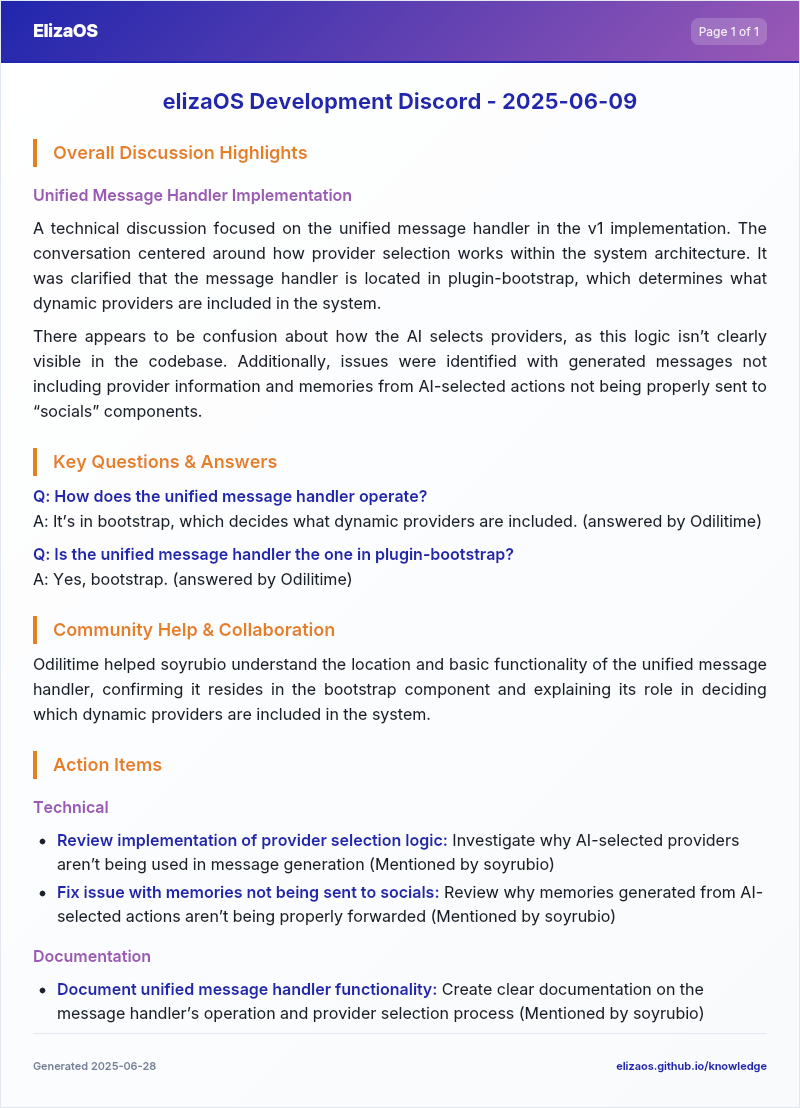 ElizaOS
Page 1 of 1
elizaOS Development Discord - 2025-06-09
Overall Discussion Highlights
Unified Message Handler Implementation
A technical discussion focused on the unified message handler in the v1 implementation. The
conversation centered around how provider selection works within the system architecture. It
was clarified that the message handler is located in plugin-bootstrap, which determines what
dynamic providers are included in the system.
There appears to be confusion about how the AI selects providers, as this logic isn’t clearly
visible in the codebase. Additionally, issues were identified with generated messages not
including provider information and memories from AI-selected actions not being properly sent to
“socials” components.
Key Questions & Answers
Q: How does the unified message handler operate?
A: It’s in bootstrap, which decides what dynamic providers are included. (answered by Odilitime)
Q: Is the unified message handler the one in plugin-bootstrap?
A: Yes, bootstrap. (answered by Odilitime)
Community Help & Collaboration
Odilitime helped soyrubio understand the location and basic functionality of the unified message
handler, confirming it resides in the bootstrap component and explaining its role in deciding
which dynamic providers are included in the system.
Action Items
Technical
• Review implementation of provider selection logic: Investigate why AI-selected providers
aren’t being used in message generation (Mentioned by soyrubio)
• Fix issue with memories not being sent to socials: Review why memories generated from AI-
selected actions aren’t being properly forwarded (Mentioned by soyrubio)
Documentation
• Document unified message handler functionality: Create clear documentation on the
message handler’s operation and provider selection process (Mentioned by soyrubio)
Generated 2025-06-28
elizaos.github.io/knowledge